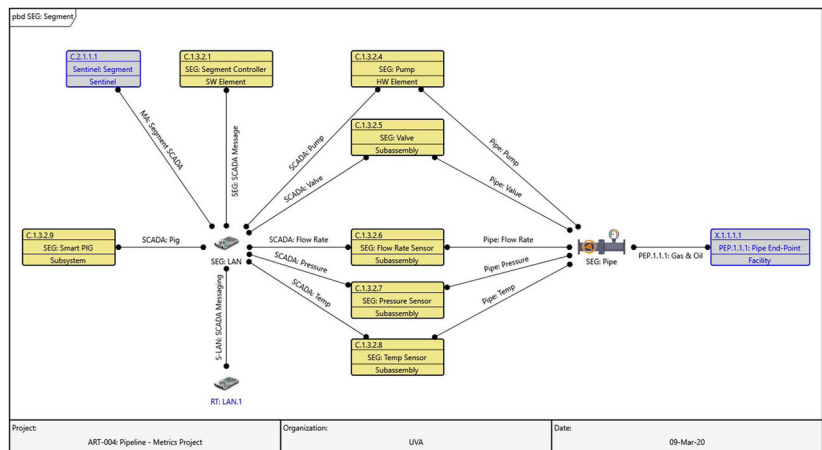 pbd SEG: Segment
C.2.1.1.1
Sentinel: Segment
Sentinel
C.1.3.2.1
SEG: Segment Controller
SW Element
C.1.3.2.4
SEG: Pump
HW Element
C.1.3.2.5
SEG: Valve
Subassembly
MA: Segment SCADA
SEG: SCADA Message
SCADA: Pump
SCADA: Valve
Pipe: Pump
Pipe: Value
C.1.3.2.9
SEG: Smart PIG
Subsystem
SCADA: Pig
SEG: LAN
SCADA: Flow Rate
C.1.3.2.6
SEG: Flow Rate Sensor
Subassembly
Pipe: Flow Rate
SEG: Pipe
PEP.1.1.1: Gas & Oil
X.1.1.1.1
PEP.1.1.1: Pipe End-Point
Facility
SCADA: Pressure
C.1.3.2.7
SEG: Pressure Sensor
Subassembly
Pipe: Pressure
SCADA: Temp
C.1.3.2.8
SEG: Temp Sensor
Subassembly
Pipe: Temp
S-LAN: SCADA Messaging
RT: LAN.1
Project:
ART-004: Pipeline - Metrics Project
Organization:
UVA
Date:
09-Mar-20